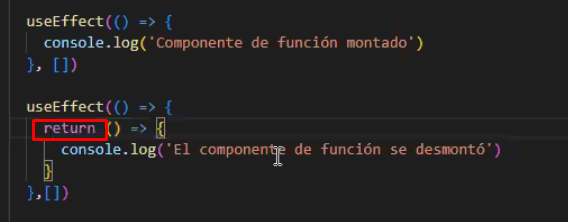 useEffect(() => {
console.log('Componente de función montado')
}, [])
useEffect(() => {
return () => {
console.log('El componente de función se desmontó')
}
},[])